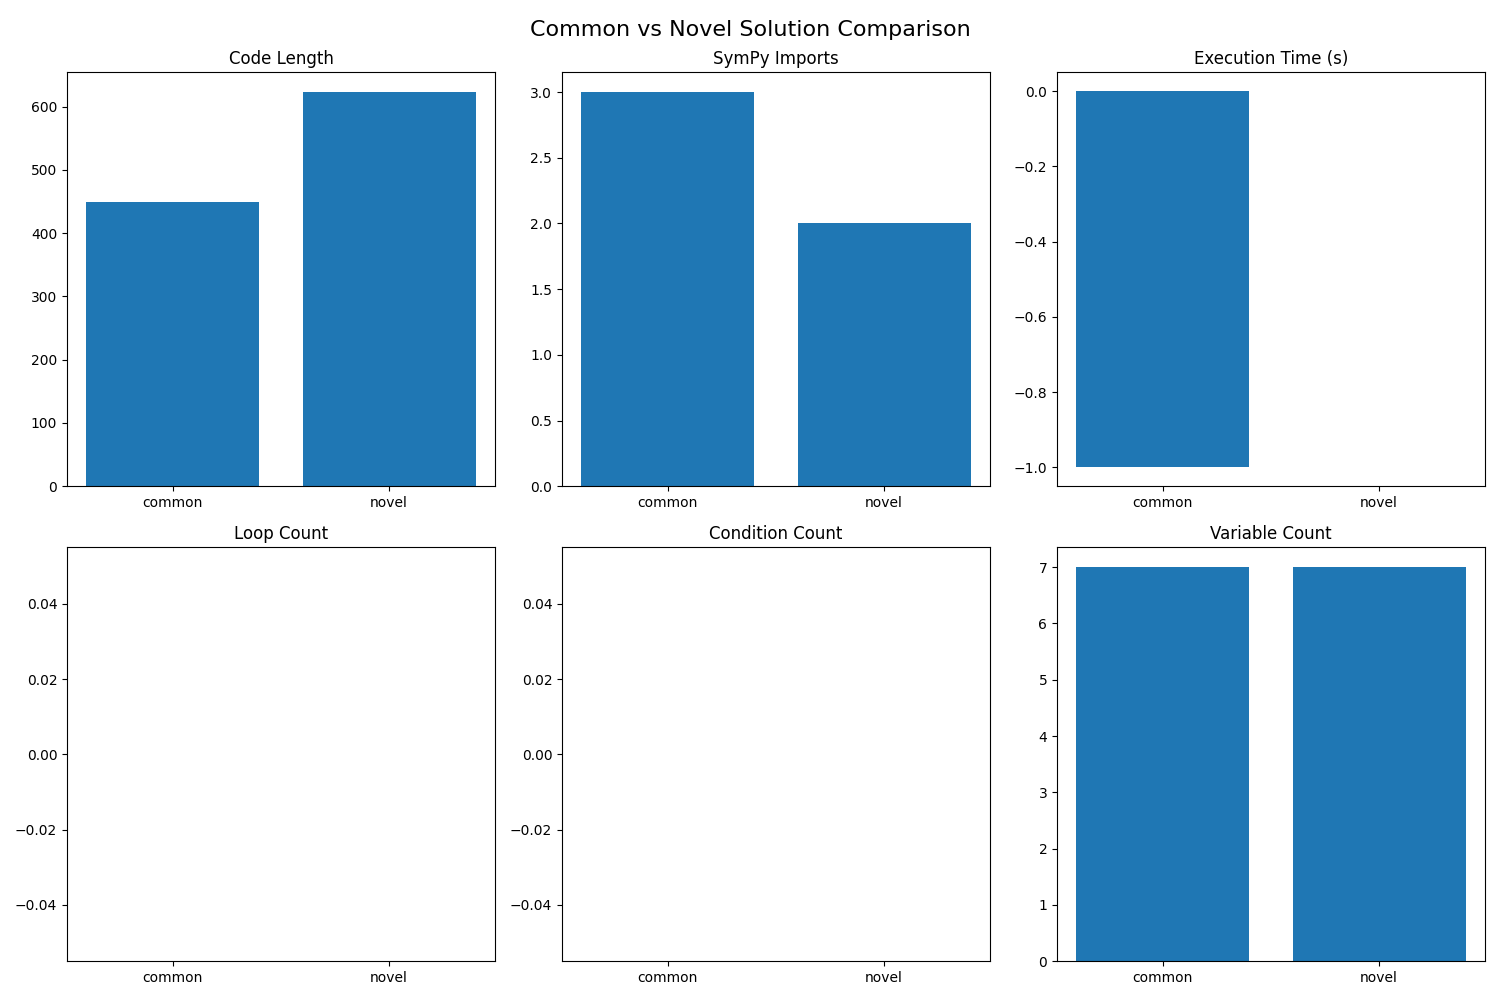 Common vs Novel Solution Comparison
Code Length
600
500
400
300
200
100
0
common novel
SymPy Imports
3.0
2.5
2.0
1.5
1.0
0.5
0.0
common novel
Execution Time (s)
0.0
−0.2
−0.4
−0.6
−0.8
−1.0
common novel
Loop Count
0.04
0.02
0.00
−0.02
−0.04
common novel
Condition Count
0.04
0.02
0.00
−0.02
−0.04
common novel
Variable Count
7
6
5
4
3
2
1
0
common novel